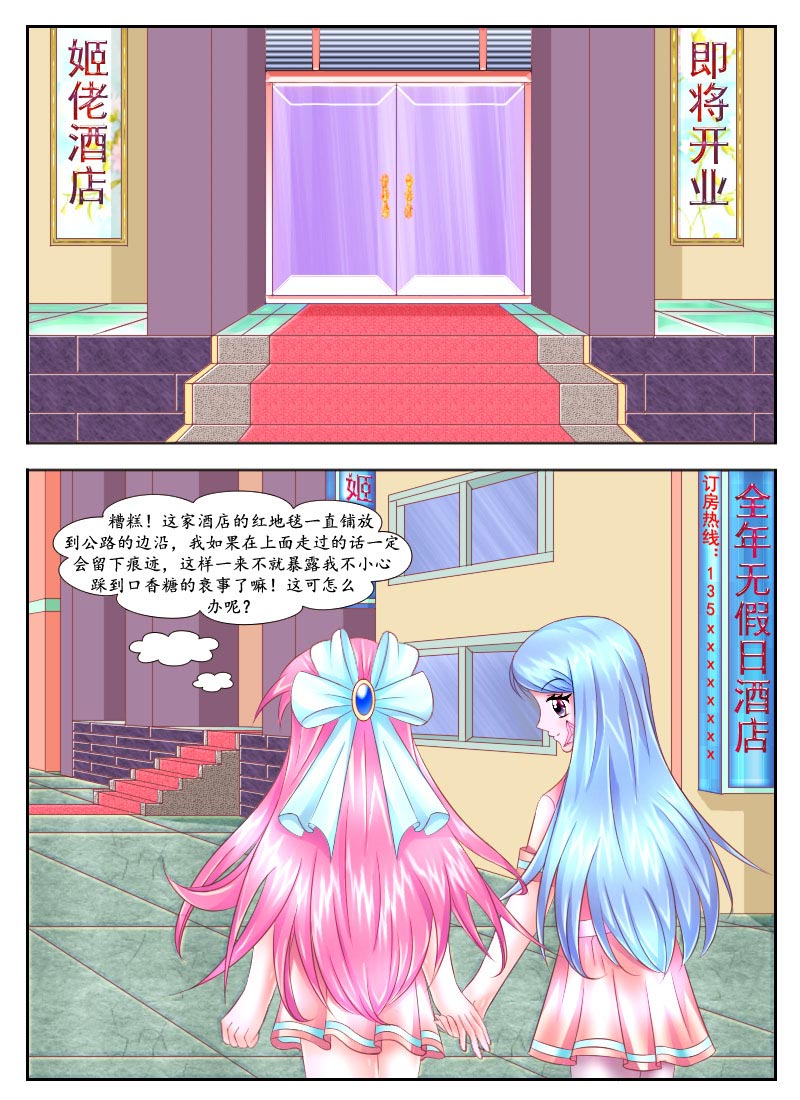 姬佬酒店
即将开业
糟糕！这家酒店的红地毯一直铺放
到公路的边沿，我如果在上面走过的话一定
会留下痕迹，这样一来不就暴露我不小心
踩到口香糖的衰事了嘛！这可怎么
办呢？
姬
订房热线：135xxxxxxxx
全年无假日酒店